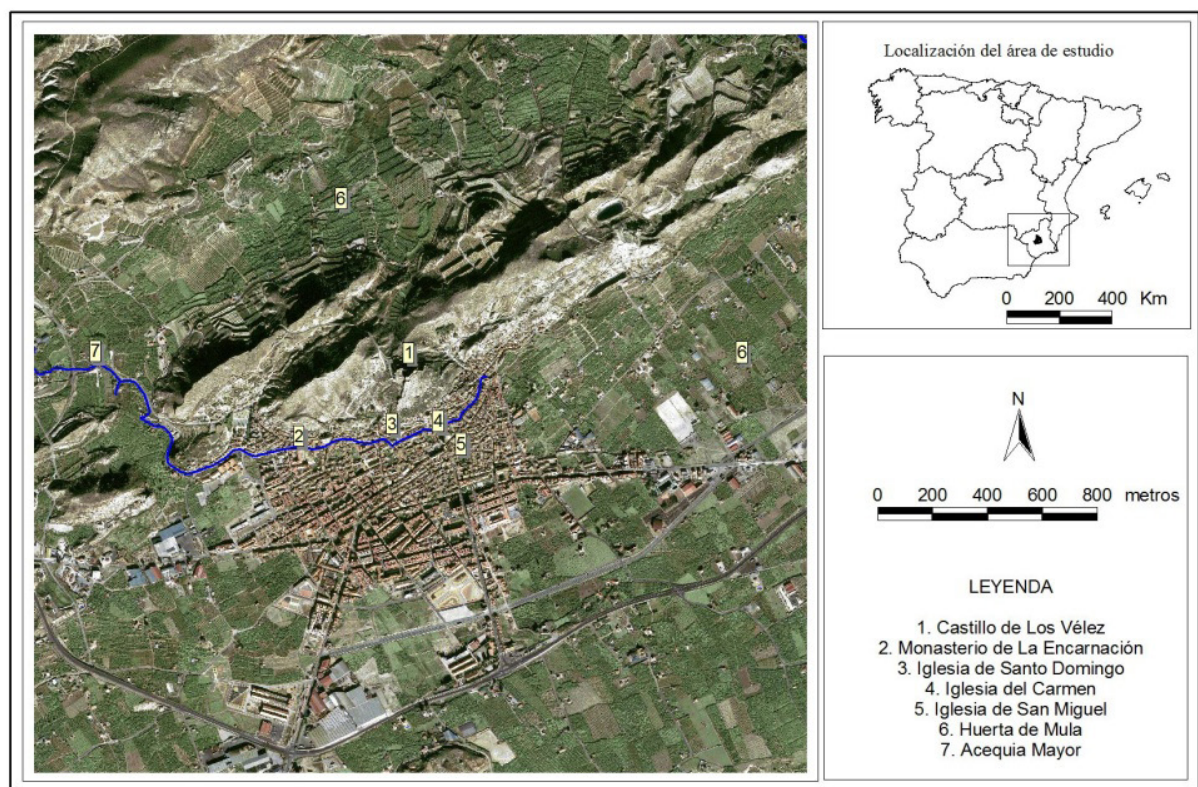 6
7
1
6
2
3
4
5
Localización del área de estudio
0 200 400 Km
N
0 200 400 600 800 metros
LEYENDA
1. Castillo de Los Vélez
2. Monasterio de La Encarnación
3. Iglesia de Santo Domingo
4. Iglesia del Carmen
5. Iglesia de San Miguel
6. Huerta de Mula
7. Acequia Mayor